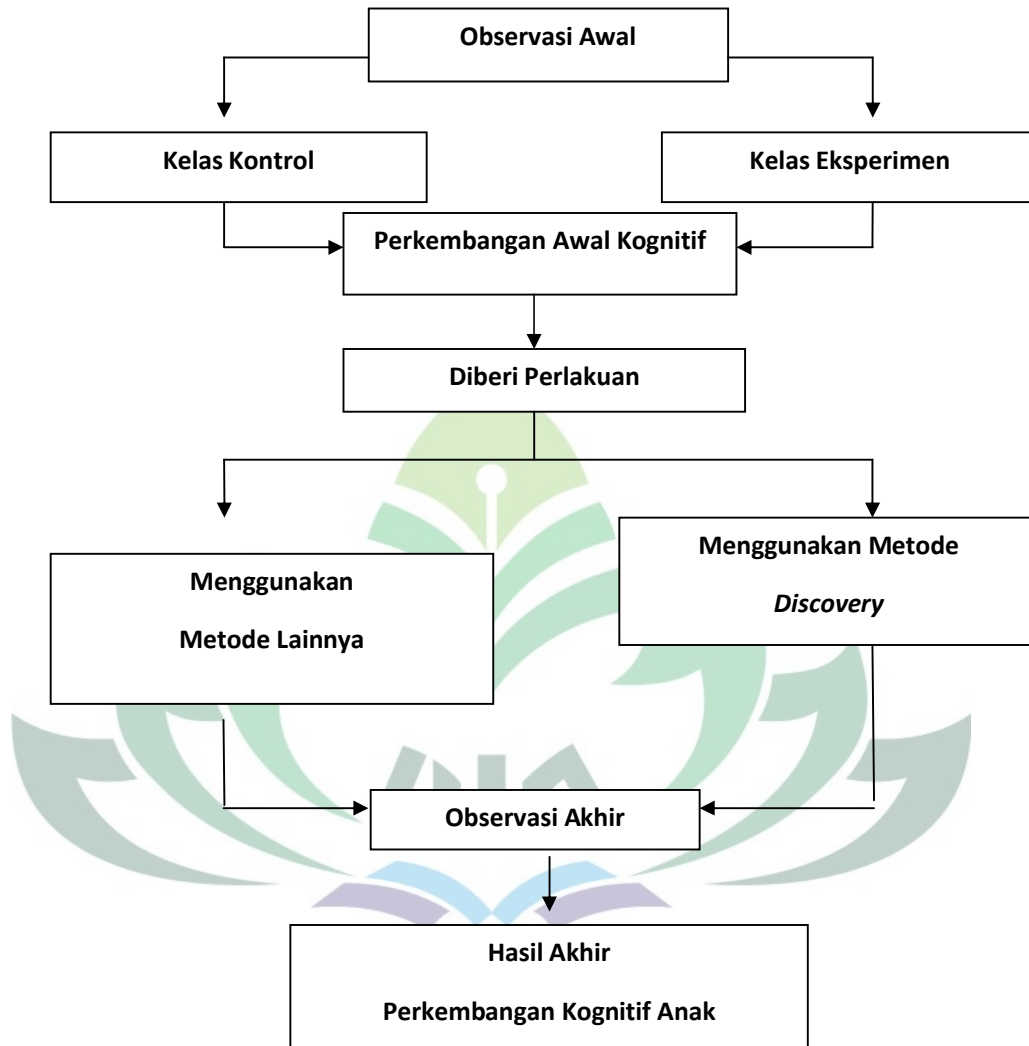 Observasi Awal
Kelas Kontrol
Kelas Eksperimen
Perkembangan Awal Kognitif
Diberi Perlakuan
Menggunakan
Metode Lainnya
Menggunakan Metode
Discovery
Observasi Akhir
Hasil Akhir
Perkembangan Kognitif Anak